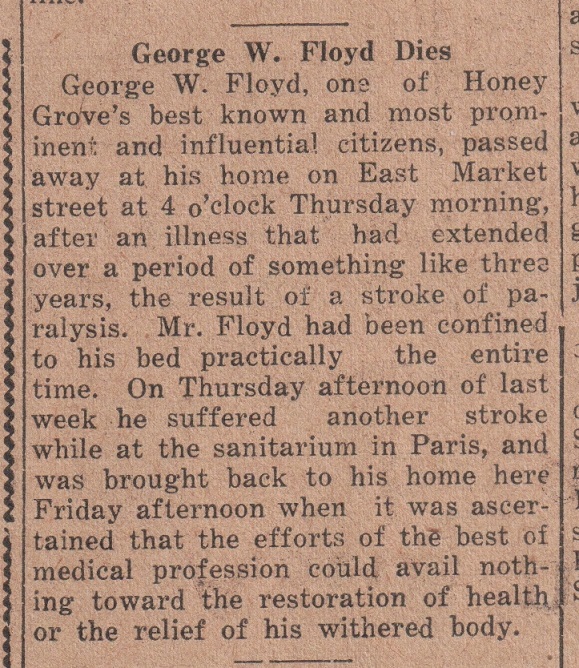 George W. Floyd Dies
George W. Floyd, one of Honey
Grove's best known and most prom-
inent and influential citizens, passed
away at his home on East Market
street at 4 o'clock Thursday morning,
after an illness that had extended
over a period of something like three
years, the result of a stroke of pa-
ralysis. Mr. Floyd had been confined
to his bed practically the entire
time. On Thursday afternoon of last
week he suffered another stroke
while at the sanitarium in Paris, and
was brought back to his home here
Friday afternoon when it was ascer-
tained that the efforts of the best of
medical profession could avail noth-
ing toward the restoration of health
or the relief of his withered body.